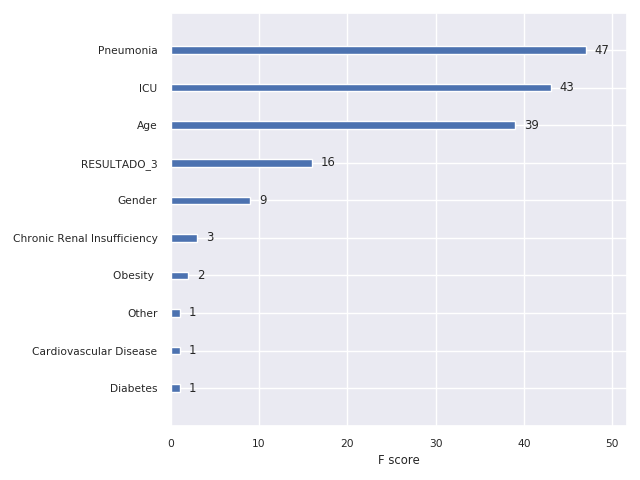 Pneumonia 47
ICU 43
Age 39
RESULTADO_3 16
Gender 9
Chronic Renal Insufficiency 3
Obesity 2
Other 1
Cardiovascular Disease 1
Diabetes 1
0 10 20 30 40 50
F score